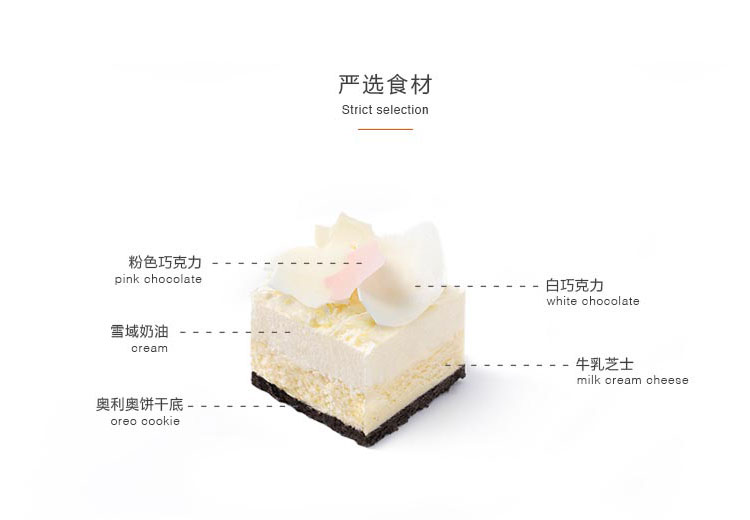 严选食材
Strict selection
粉色巧克力
pink chocolate
白巧克力
white chocolate
雪域奶油
cream
牛乳芝士
milk cream cheese
奥利奥饼干底
oreo cookie